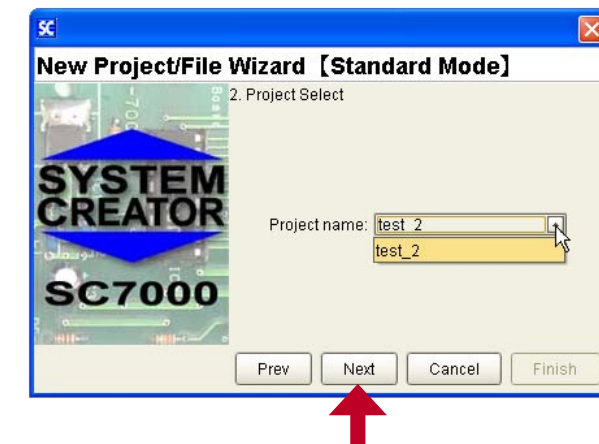 SC
New Project/File Wizard【Standard Mode】
2. Project Select
SYSTEM
CREATOR
SC7000
Project name: test_2
test_2
Prev Next Cancel Finish